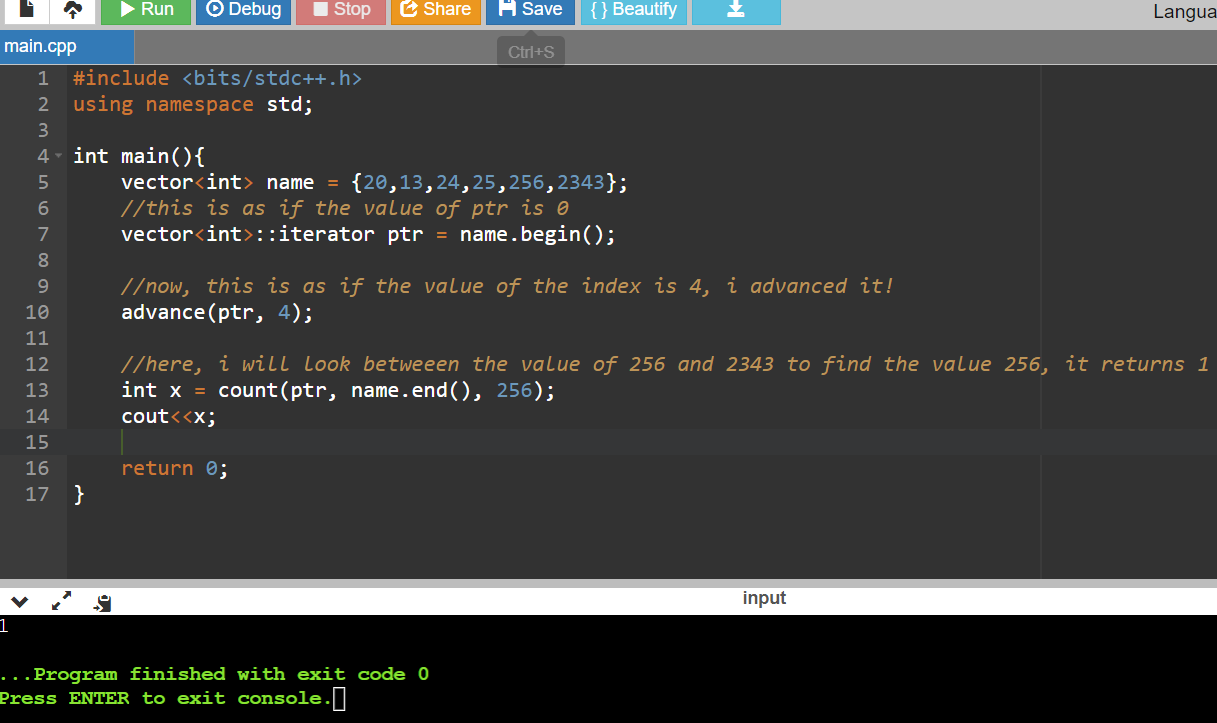 Run Debug Stop Share Save { } Beautify
Langua
main.cpp
Ctrl+S
1 #include <bits/stdc++.h>
2 using namespace std;
3
4 int main(){
5 vector<int> name = {20,13,24,25,256,2343};
6 //this is as if the value of ptr is 0
7 vector<int>::iterator ptr = name.begin();
8
9 //now, this is as if the value of the index is 4, i advanced it!
10 advance(ptr, 4);
11
12 //here, i will look betweeen the value of 256 and 2343 to find the value 256, it returns 1
13 int x = count(ptr, name.end(), 256);
14 cout<<x;
15
16 return 0;
17 }
input
1
...Program finished with exit code 0
Press ENTER to exit console.